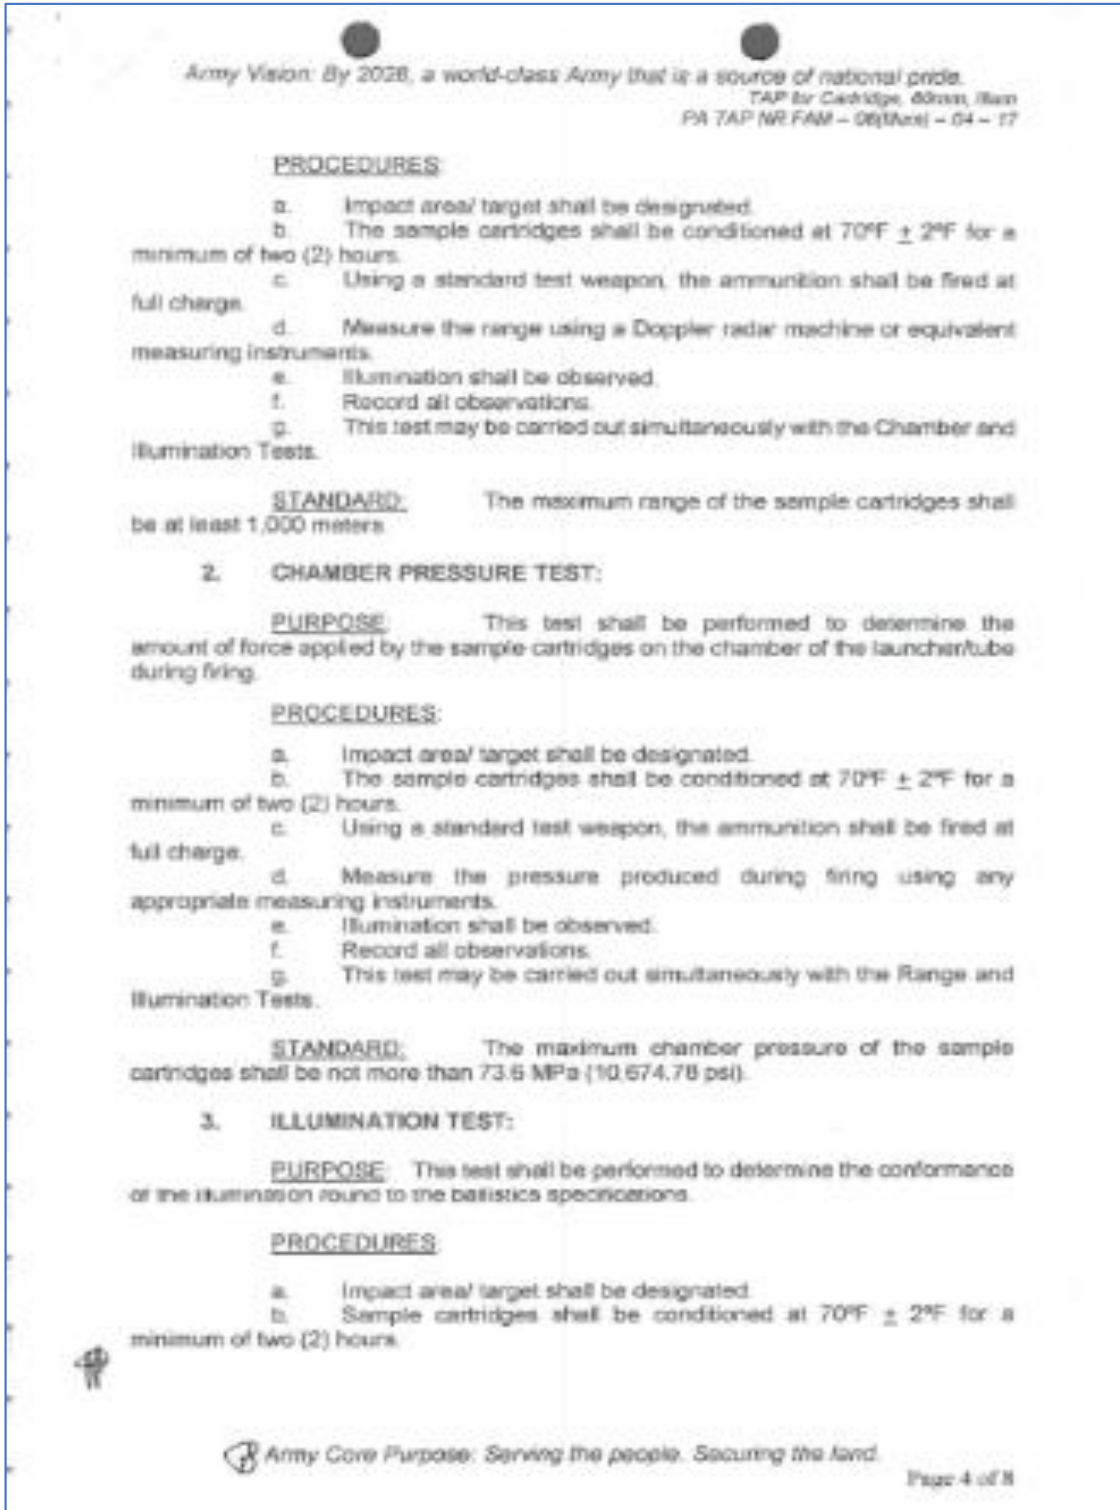 Army Vision: By 2028, a world-class Army that is a source of national pride.
TAP for Cartridge, 60mm, Illum
PA TAP NR FAM – 06(Illum) – 04 – 17
PROCEDURES:
a. Impact area/ target shall be designated.
b. The sample cartridges shall be conditioned at 70ºF + 2ºF for a
minimum of two (2) hours.
c. Using a standard test weapon, the ammunition shall be fired at
full charge.
d. Measure the range using a Doppler radar machine or equivalent
measuring instruments.
e. Illumination shall be observed.
f. Record all observations.
g. This test may be carried out simultaneously with the Chamber and
Illumination Tests.
STANDARD: The maximum range of the sample cartridges shall
be at least 1,000 meters
2. CHAMBER PRESSURE TEST:
PURPOSE: This test shall be performed to determine the
amount of force applied by the sample cartridges on the chamber of the launcher/tube
during firing.
PROCEDURES:
a. Impact area/ target shall be designated.
b. The sample cartridges shall be conditioned at 70ºF + 2ºF for a
minimum of two (2) hours.
c. Using a standard test weapon, the ammunition shall be fired at
full charge.
d. Measure the pressure produced during firing using any
appropriate measuring instruments.
e. Illumination shall be observed.
f. Record all observations.
g. This test may be carried out simultaneously with the Range and
Illumination Tests.
STANDARD: The maximum chamber pressure of the sample
cartridges shall be not more than 73.6 MPa (10,674.78 psi).
3. ILLUMINATION TEST:
PURPOSE: This test shall be performed to determine the conformance
of the illumination round to the ballistics specifications.
PROCEDURES:
a. Impact area/ target shall be designated.
b. Sample cartridges shall be conditioned at 70ºF + 2ºF for a
minimum of two (2) hours.
Army Core Purpose: Serving the people. Securing the land.
Page 4 of 8